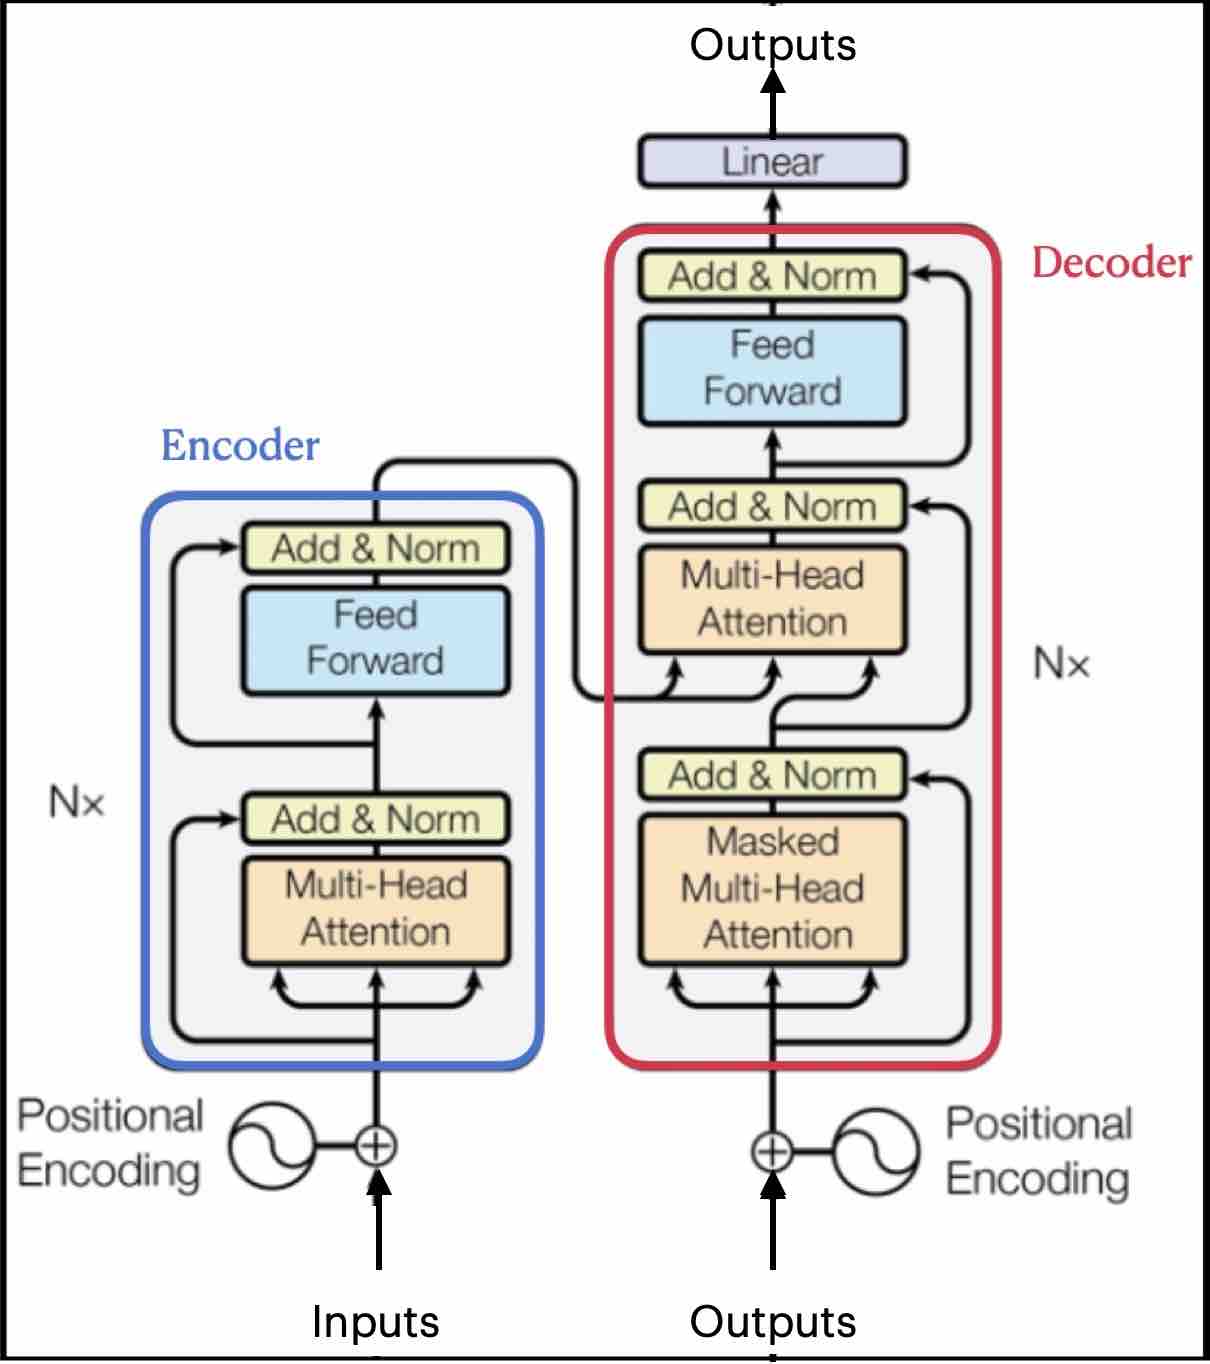 Outputs
Linear
Decoder
Add & Norm
Feed
Forward
Add & Norm
Multi-Head
Attention
Nx
Add & Norm
Masked
Multi-Head
Attention
Positional
Encoding
Outputs
Encoder
Add & Norm
Feed
Forward
Nx
Add & Norm
Multi-Head
Attention
Positional
Encoding
Inputs